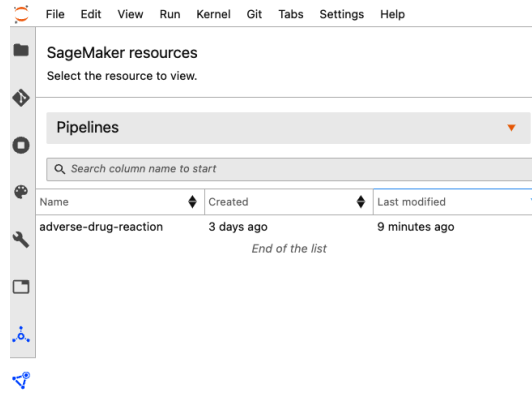 File Edit View Run Kernel Git Tabs Settings Help
SageMaker resources
Select the resource to view.
Pipelines
Search column name to start
Name Created Last modified
adverse-drug-reaction 3 days ago 9 minutes ago
End of the list